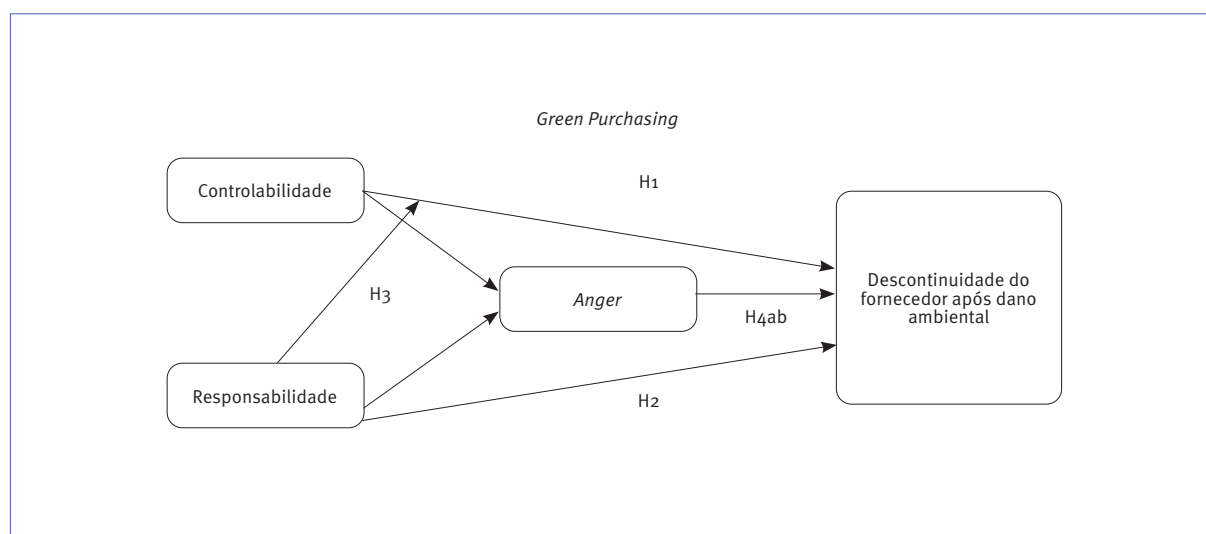 Green Purchasing
Controlabilidade
H1
Anger
H3
H4ab
Descontinuidade do
fornecedor após dano
ambiental
Responsabilidade
H2